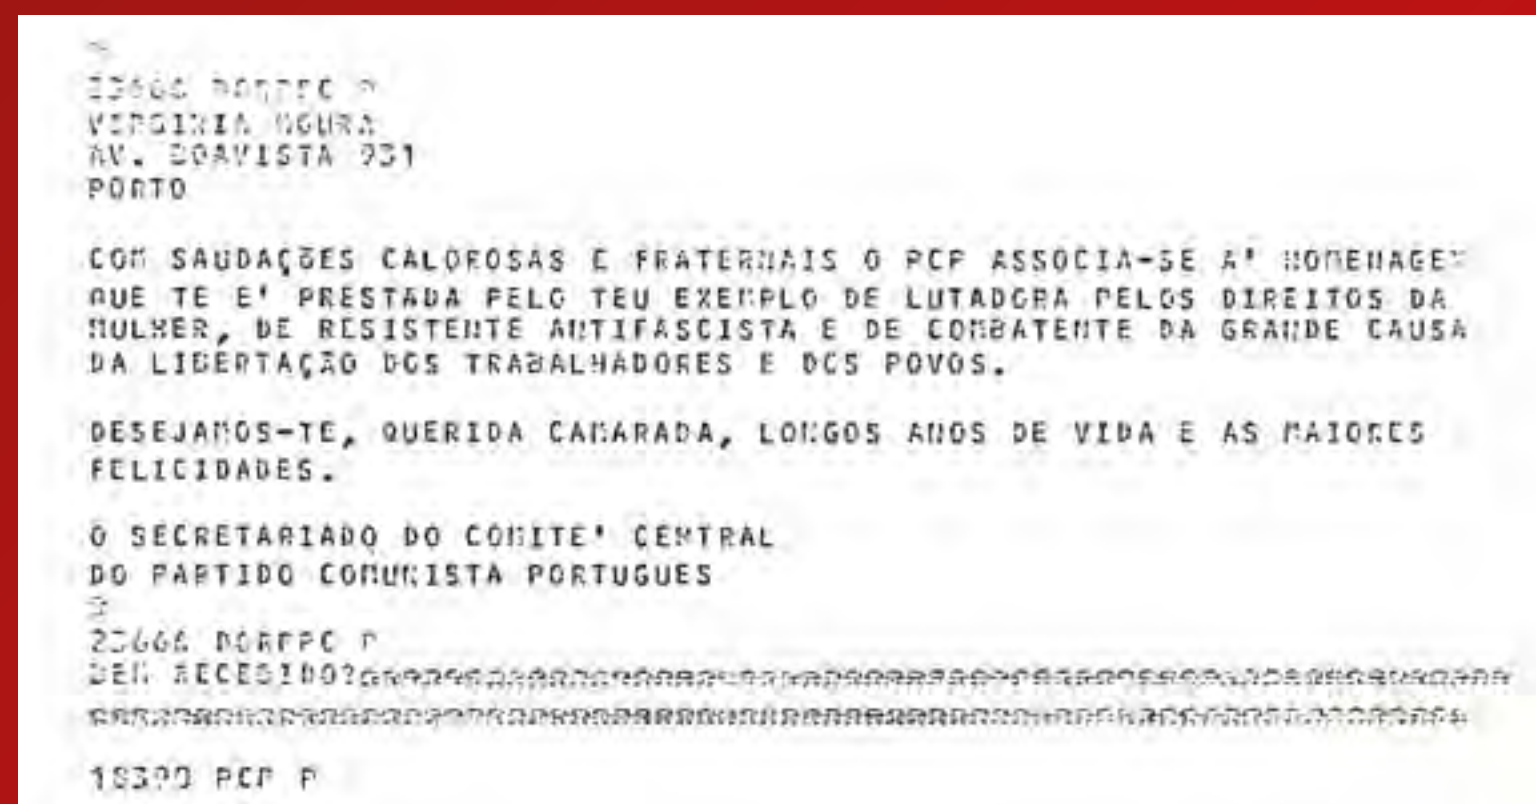 VIRGINIA MOURA
AV. BOAVISTA 931
PORTO
COM SAUDAÇÕES CALOROSAS E FRATERNAIS O PCP ASSOCIA-SE A' HOMENAGEM
QUE TE E' PRESTADA PELO TEU EXEMPLO DE LUTADORA PELOS DIREITOS DA
MULHER, DE RESISTENTE ANTIFASCISTA E DE COMBATENTE DA GRANDE CAUSA
DA LIBERTAÇÃO DOS TRABALHADORES E DOS POVOS.
DESEJAMOS-TE, QUERIDA CAMARADA, LONGOS ANOS DE VIDA E AS MAIORES
FELICIDADES.
O SECRETARIADO DO COMITE' CENTRAL
DO PARTIDO COMUNISTA PORTUGUES
BEM RECEBIDO?
PCP P